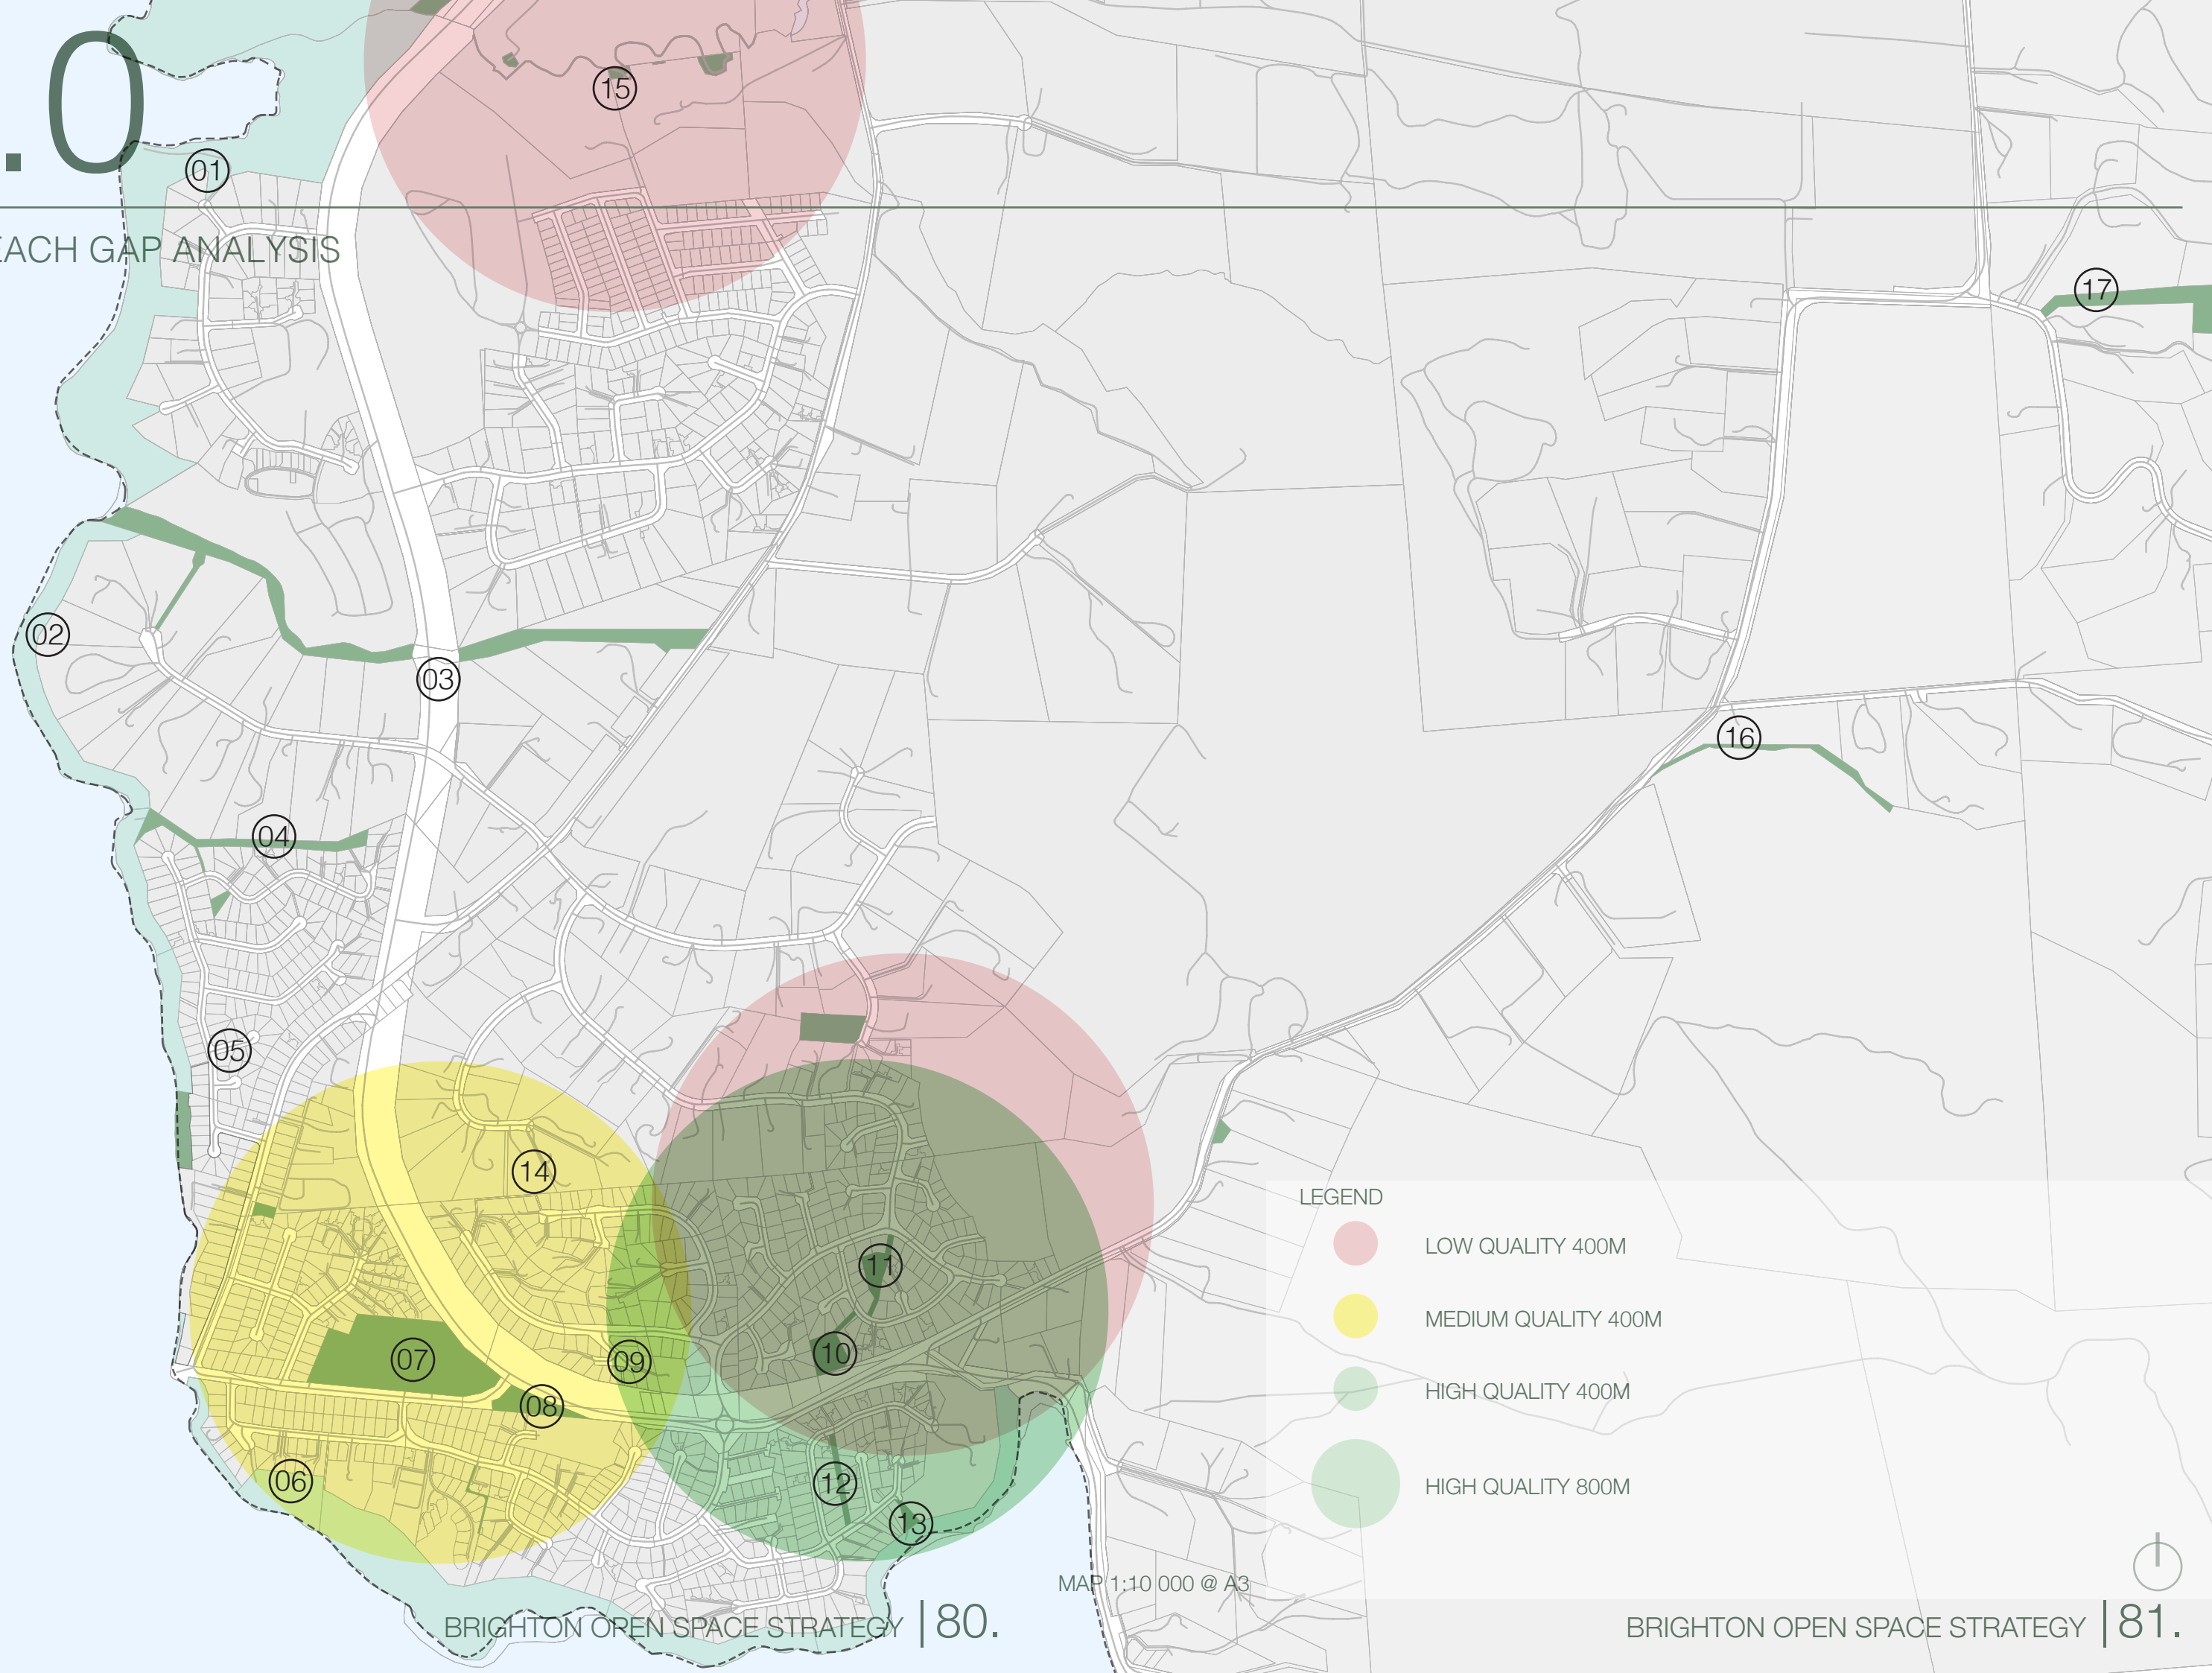 .0
EACH GAP ANALYSIS
15
01
17
02
03
16
04
05
14
11
10
07
09
08
06
12
13
LEGEND
LOW QUALITY 400M
MEDIUM QUALITY 400M
HIGH QUALITY 400M
HIGH QUALITY 800M
MAP 1:10 000 @ A3
BRIGHTON OPEN SPACE STRATEGY |80.
BRIGHTON OPEN SPACE STRATEGY |81.